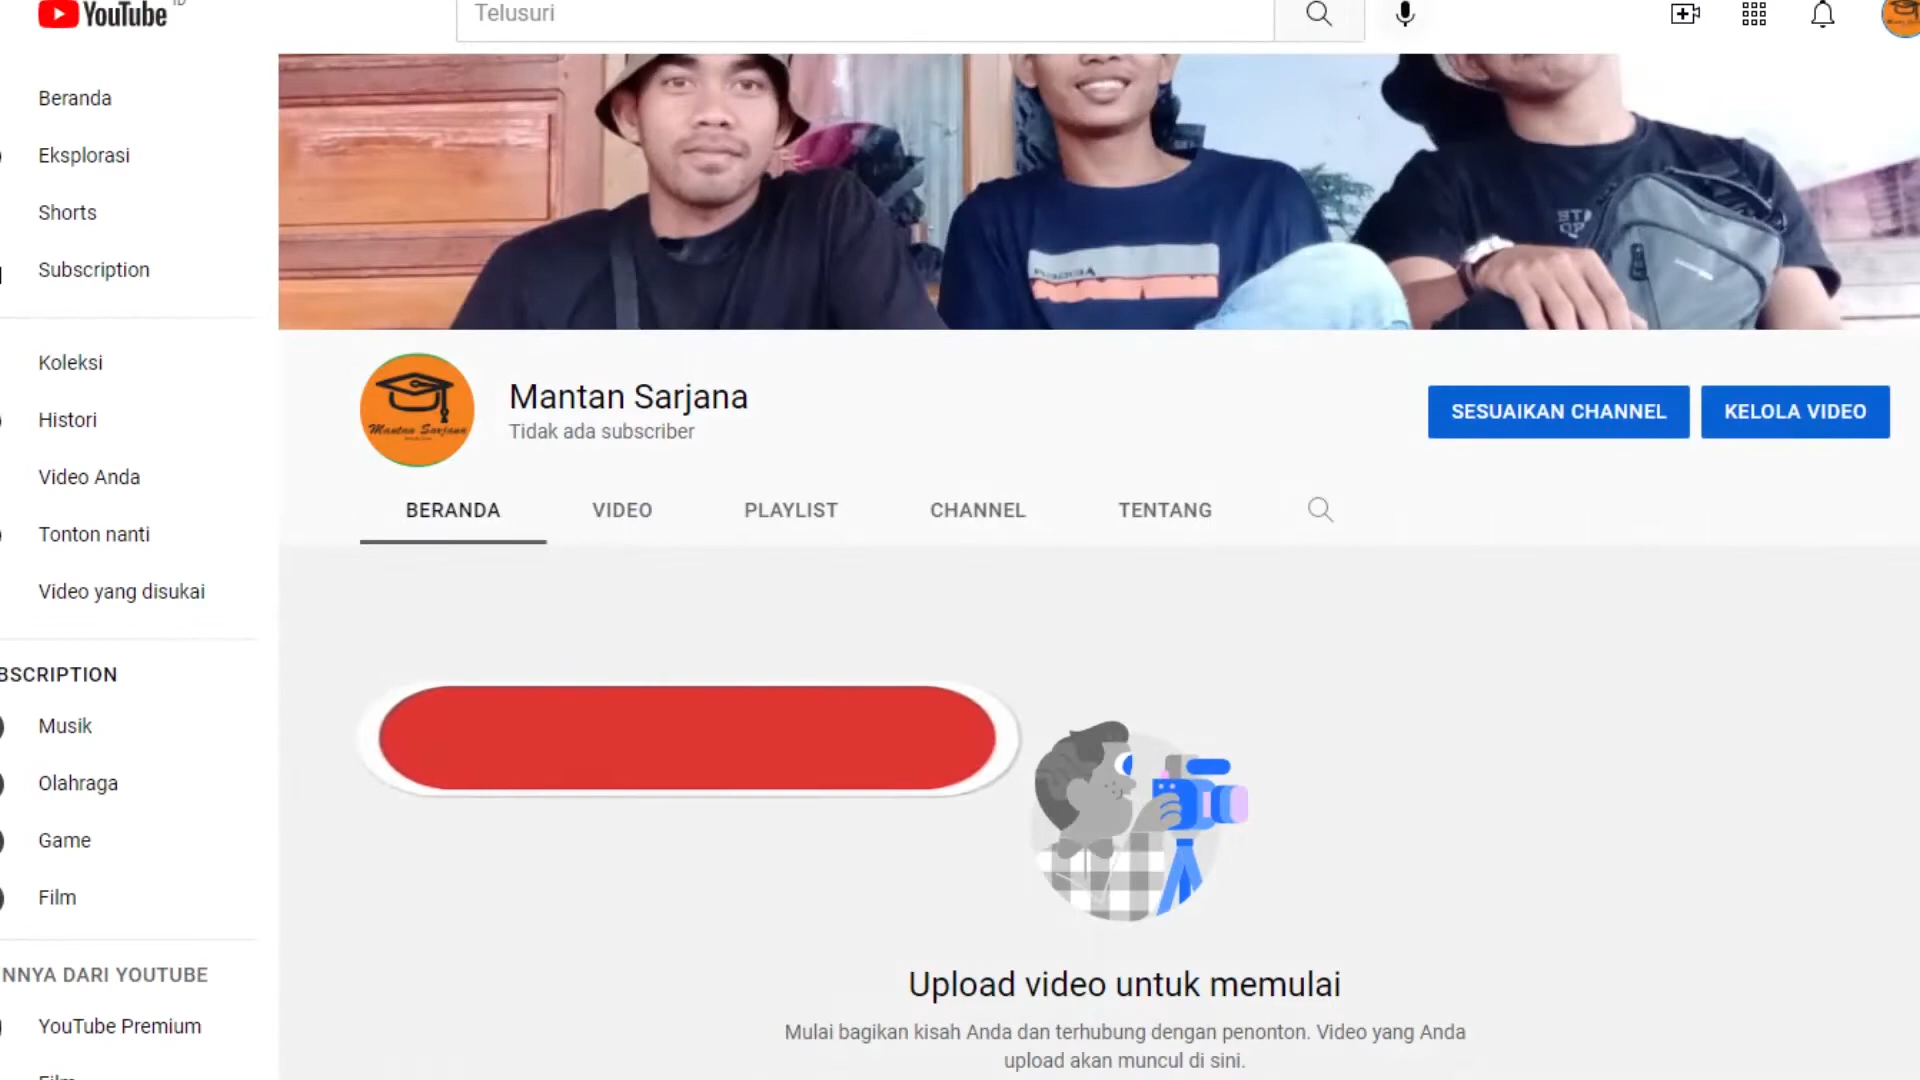 YouTube
ID
Telusuri
Beranda
Eksplorasi
Shorts
Subscription
Koleksi
Histori
Video Anda
Tonton nanti
Video yang disukai
BSCRIPTION
Musik
Olahraga
Game
Film
NNYA DARI YOUTUBE
YouTube Premium
Mantan Sarjana
Mantan Sarjana
Tidak ada subscriber
SESUAIKAN CHANNEL
KELOLA VIDEO
BERANDA
VIDEO
PLAYLIST
CHANNEL
TENTANG
Upload video untuk memulai
Mulai bagikan kisah Anda dan terhubung dengan penonton. Video yang Anda
upload akan muncul di sini.